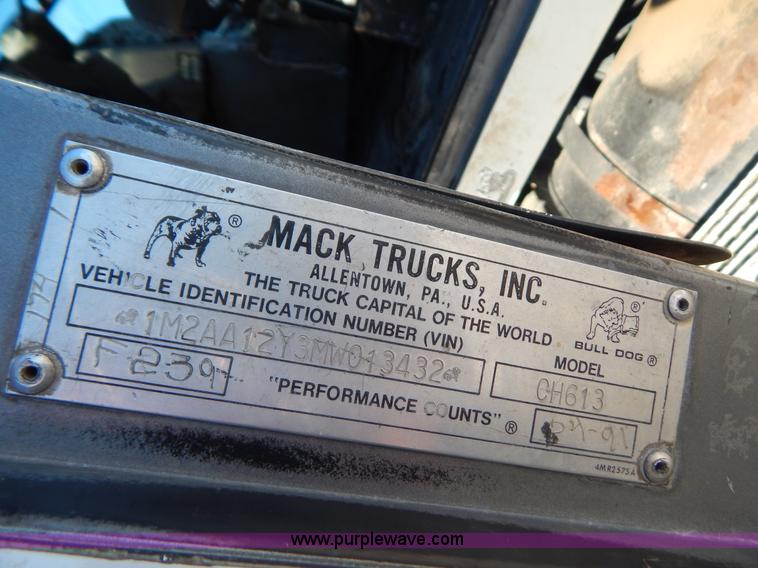 ® MACK TRUCKS, INC.
ALLENTOWN, PA., U.S.A.
THE TRUCK CAPITAL OF THE WORLD
VEHICLE IDENTIFICATION NUMBER (VIN)
1M2AA12Y3MW013432
®
BULL DOG ®
MODEL
CH613
"PERFORMANCE COUNTS" ®
4MR2575A
www.purplewave.com